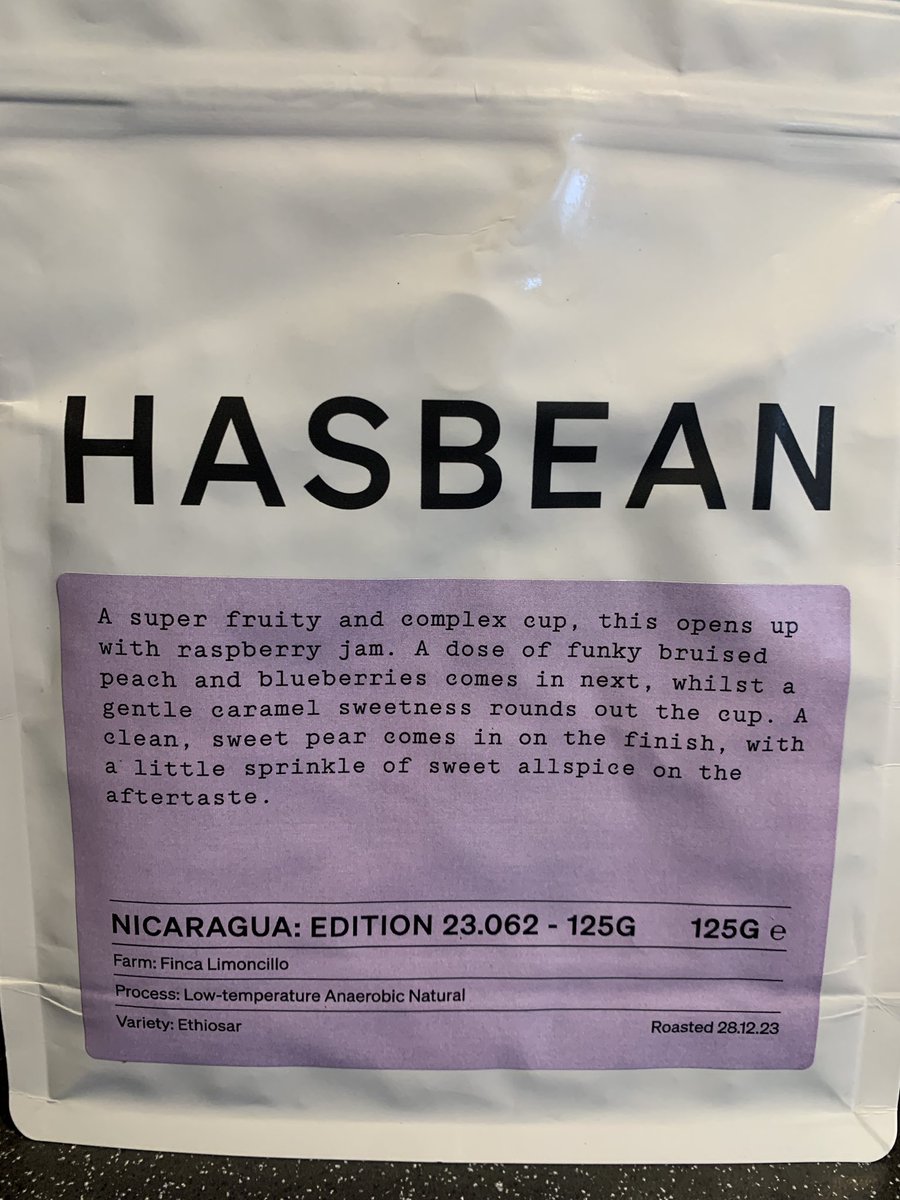 HASBEAN
A super fruity and complex cup, this opens up
with raspberry jam. A dose of funky bruised
peach and blueberries comes in next, whilst a
gentle caramel sweetness rounds out the cup. A
clean, sweet pear comes in on the finish, with
a little sprinkle of sweet allspice on the
aftertaste.
NICARAGUA: EDITION 23.062 - 125G 125G e
Farm: Finca Limoncillo
Process: Low-temperature Anaerobic Natural
Variety: Ethiosar Roasted 28.12.23